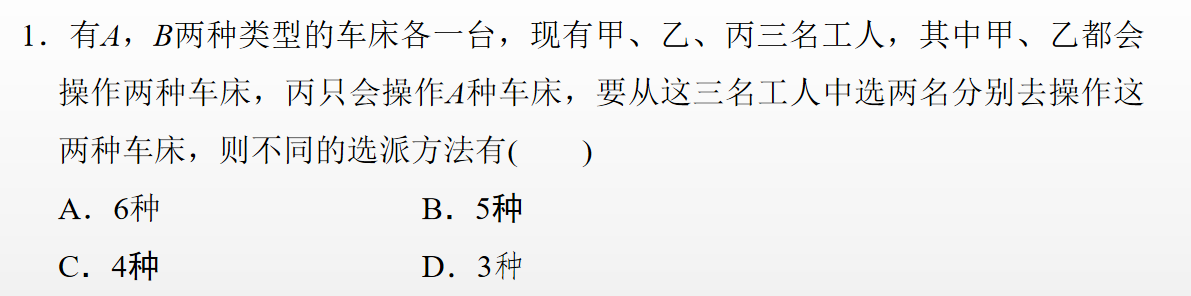 1．有A，B两种类型的车床各一台，现有甲、乙、丙三名工人，其中甲、乙都会
操作两种车床，丙只会操作A种车床，要从这三名工人中选两名分别去操作这
两种车床，则不同的选派方法有(　　)
A．6种　　B．5种
C．4种　　D．3种